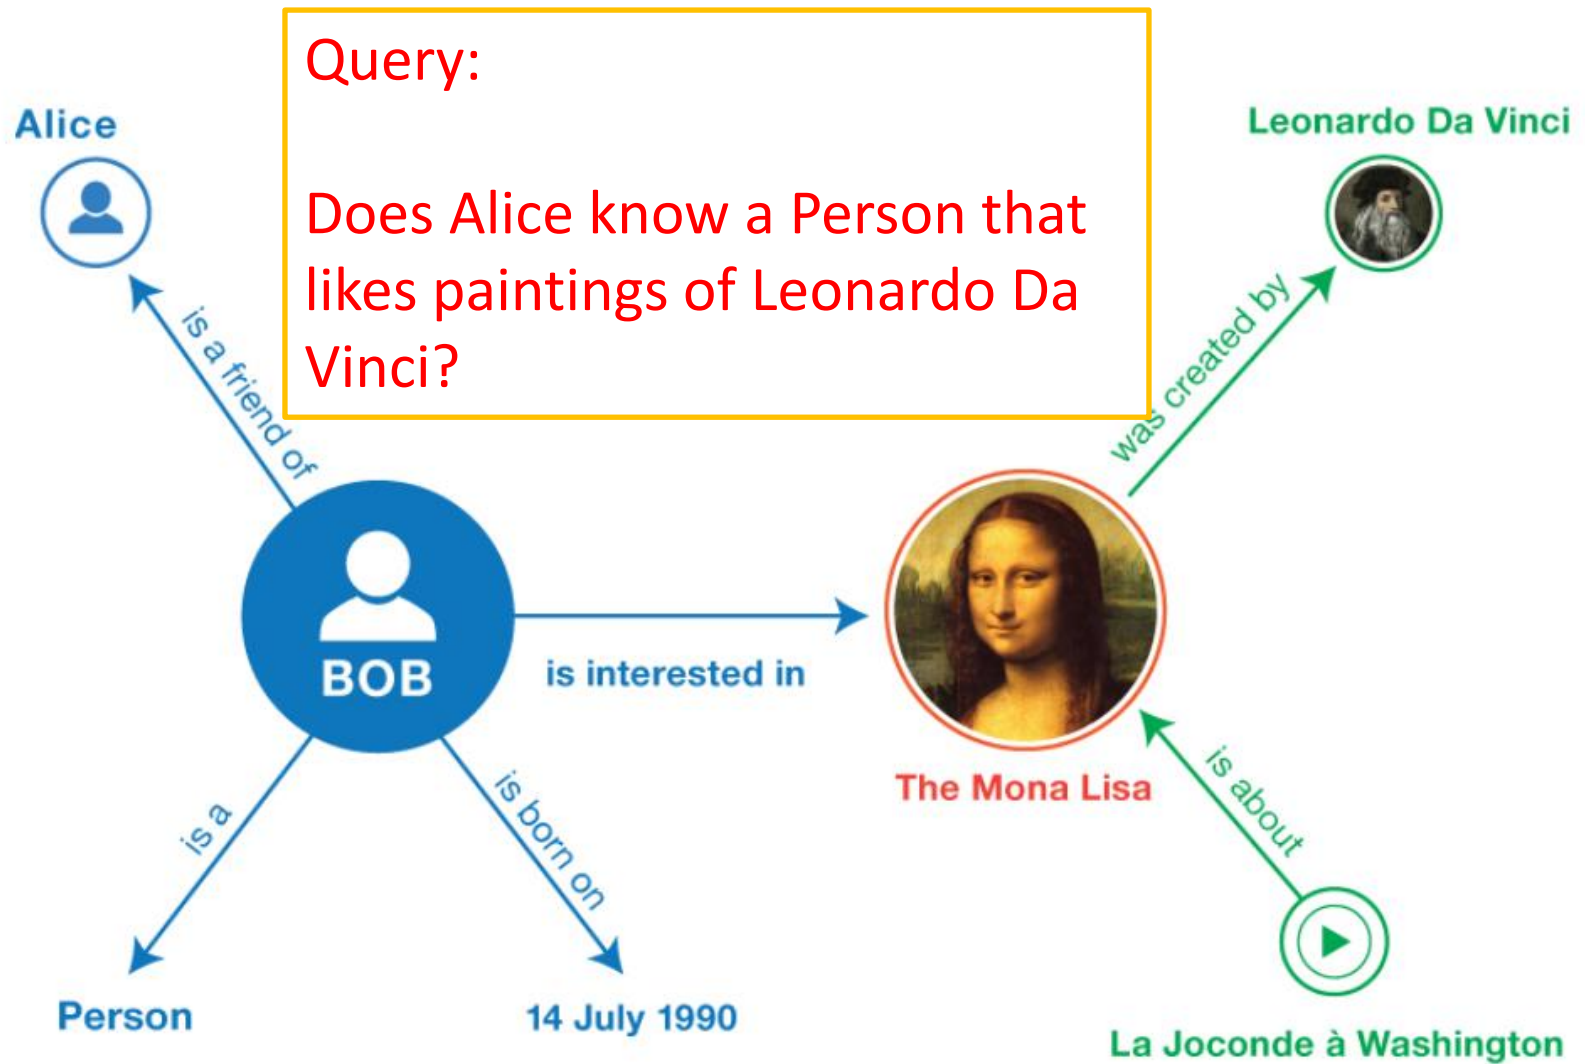 Query:
Does Alice know a Person that
likes paintings of Leonardo Da
Vinci?
Alice
Leonardo Da Vinci
is a friend of
was created by
BOB
is interested in
The Mona Lisa
is a
is born on
is about
Person
14 July 1990
La Joconde à Washington